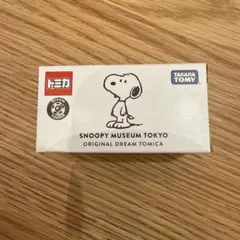 トミカ
TAKARA
TOMY
SNOOPY MUSEUM TOKYO
ORIGINAL DREAM TOMICA